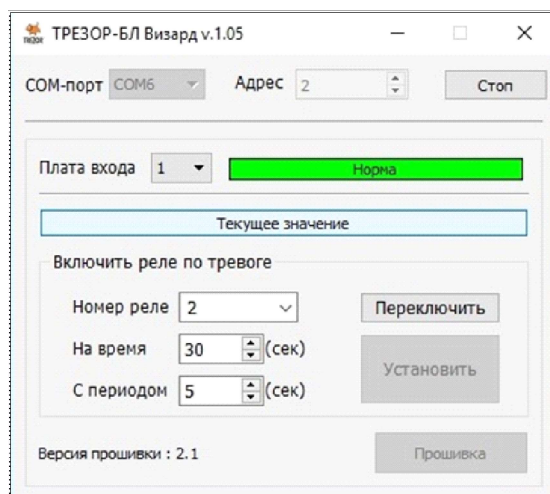 ТРЕЗОР ТРЕЗОР-БЛ Визард v.1.05
COM-порт COM6 Адрес 2 Стоп
Плата входа 1 Норма
Текущее значение
Включить реле по тревоге
Номер реле 2 Переключить
На время 30 (сек)
Установить
С периодом 5 (сек)
Версия прошивки : 2.1 Прошивка